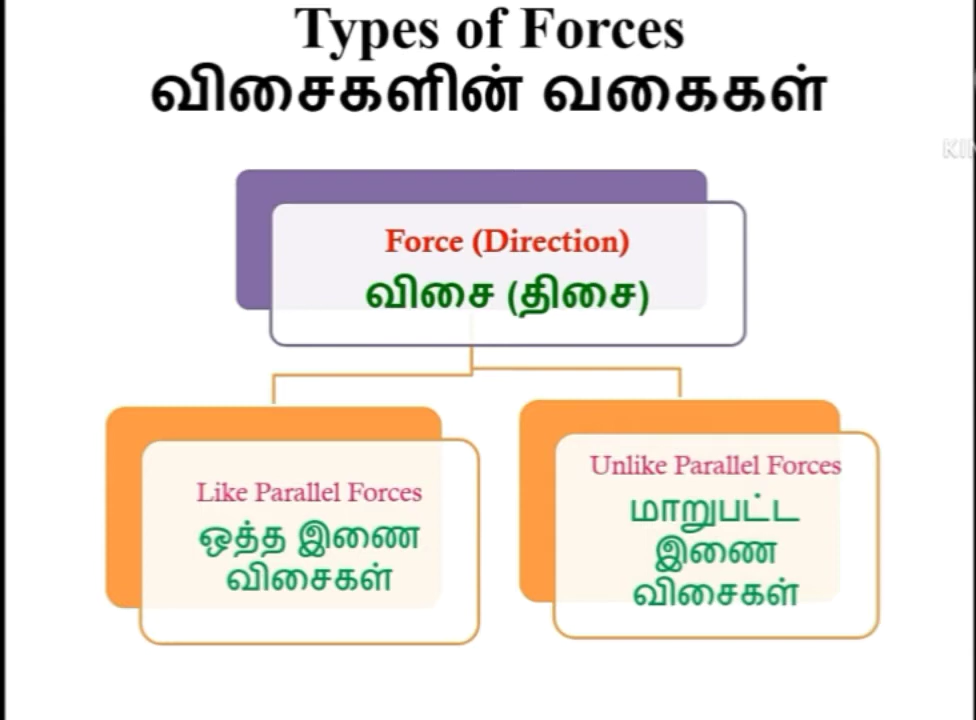 Types of Forces
விசைகளின் வகைகள்
Force (Direction)
விசை (திசை)
Like Parallel Forces
ஒத்த இணை
விசைகள்
Unlike Parallel Forces
மாறுபட்ட
இணை
விசைகள்